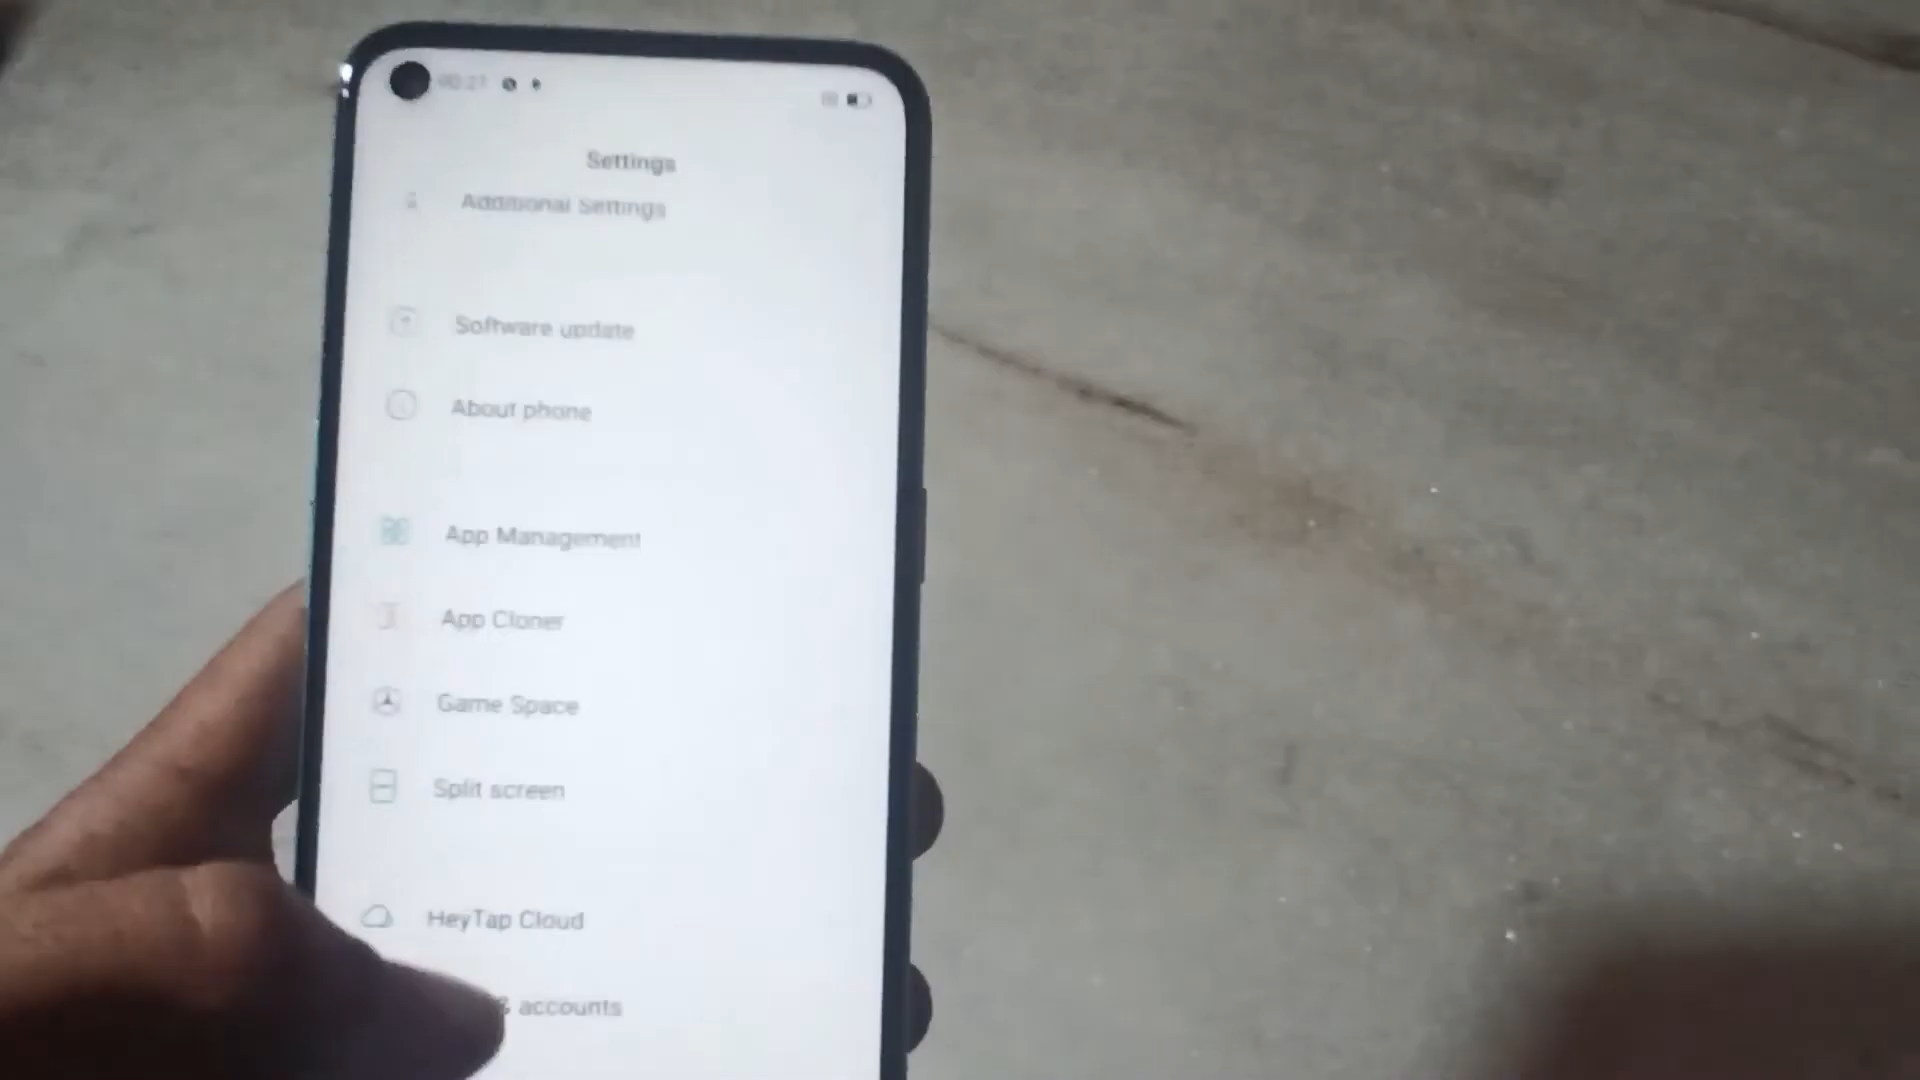 Settings
Additional Settings
Software update
About phone
App Management
App Cloner
Game Space
Split screen
HeyTap Cloud
accounts